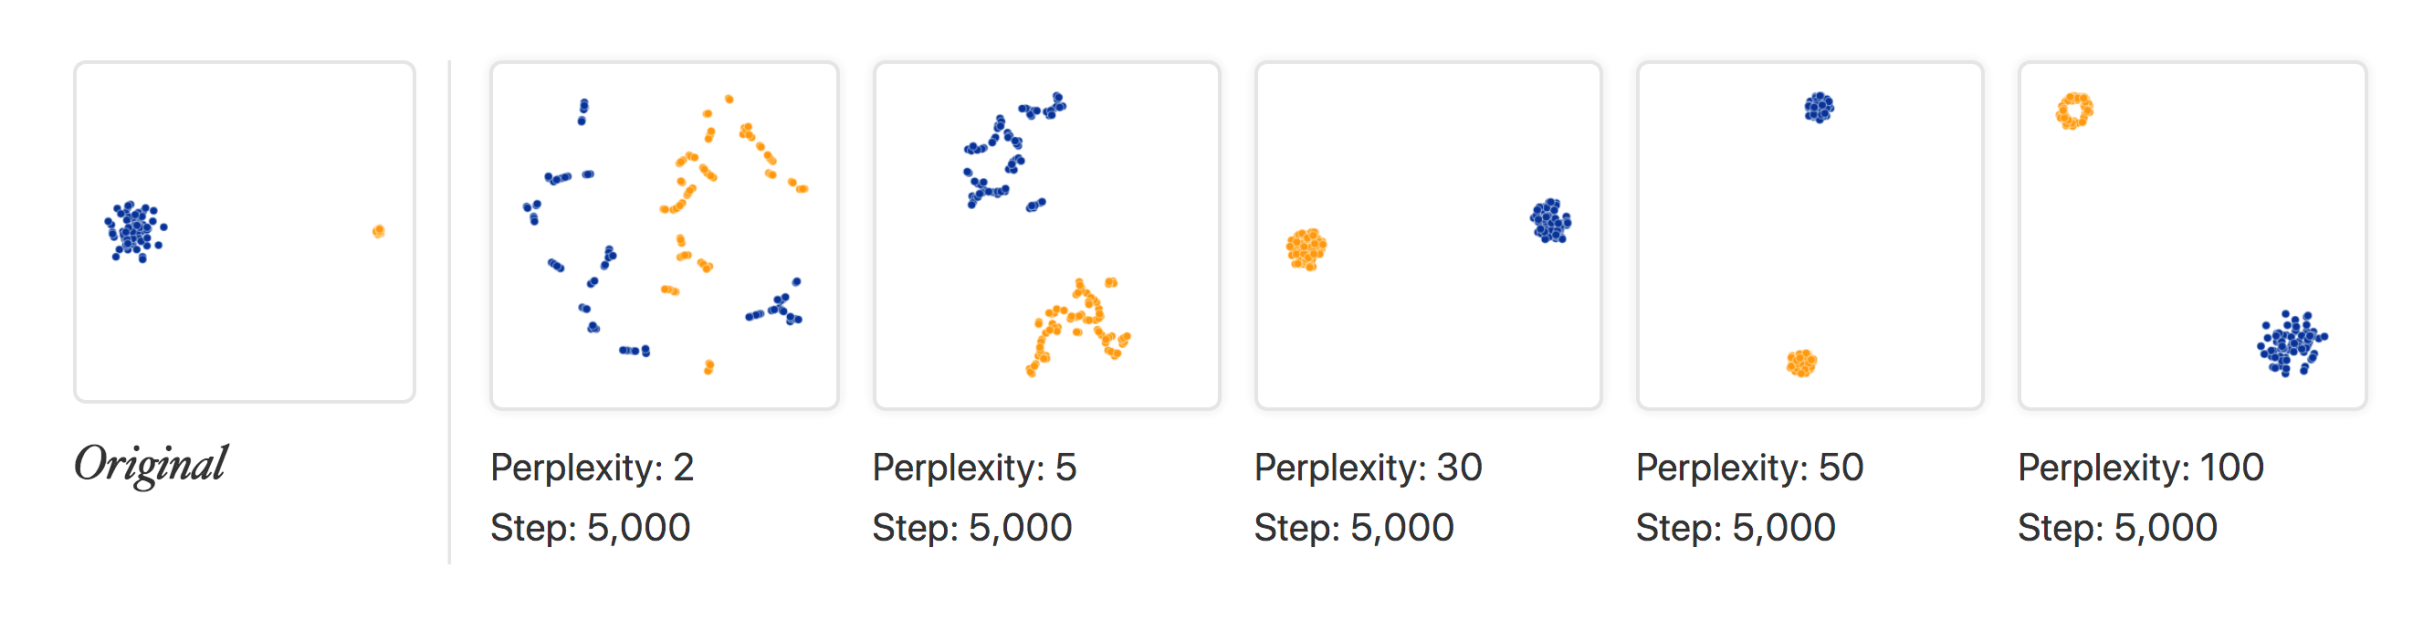 Original
Perplexity: 2
Step: 5,000
Perplexity: 5
Step: 5,000
Perplexity: 30
Step: 5,000
Perplexity: 50
Step: 5,000
Perplexity: 100
Step: 5,000